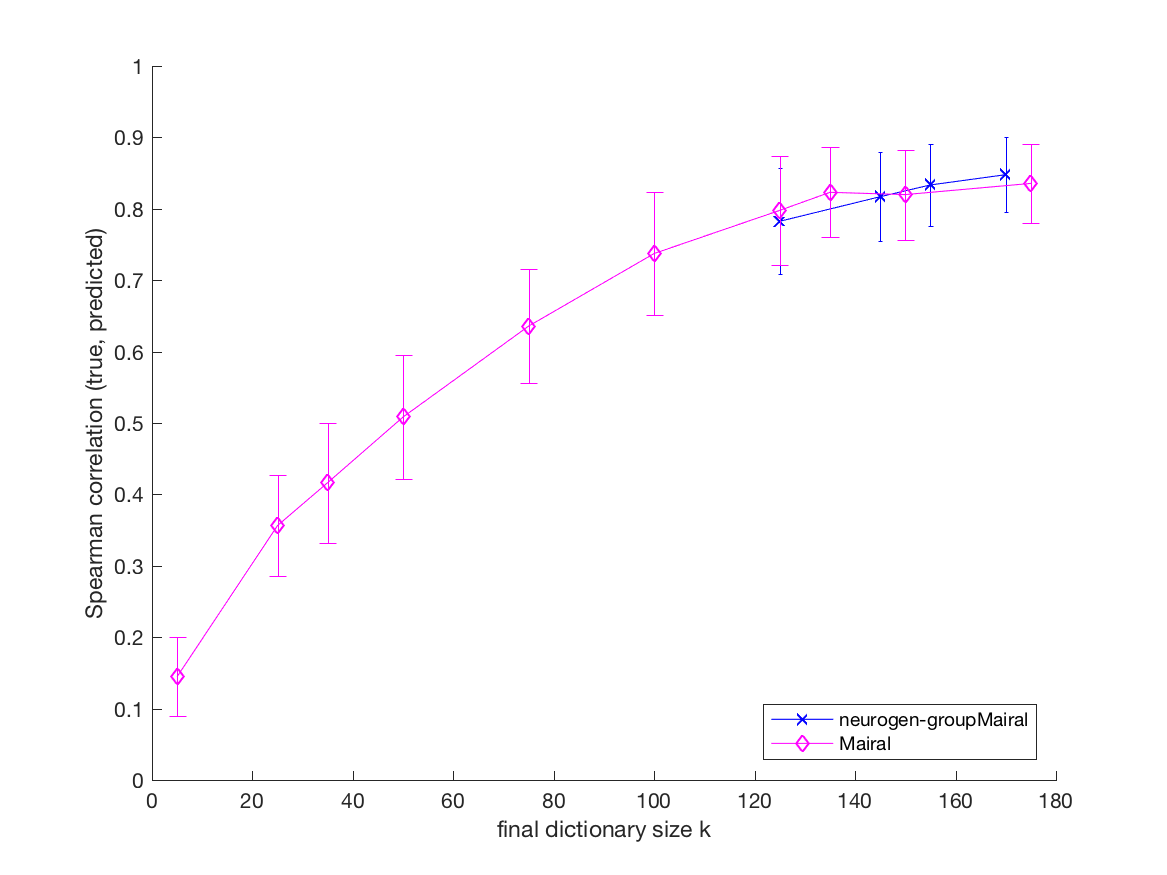 1
0.9
0.8
0.7
0.6
0.5
0.4
0.3
0.2
0.1
0
Spearman correlation (true, predicted)
0 20 40 60 80 100 120 140 160 180
final dictionary size k
neurogen-groupMairal
Mairal